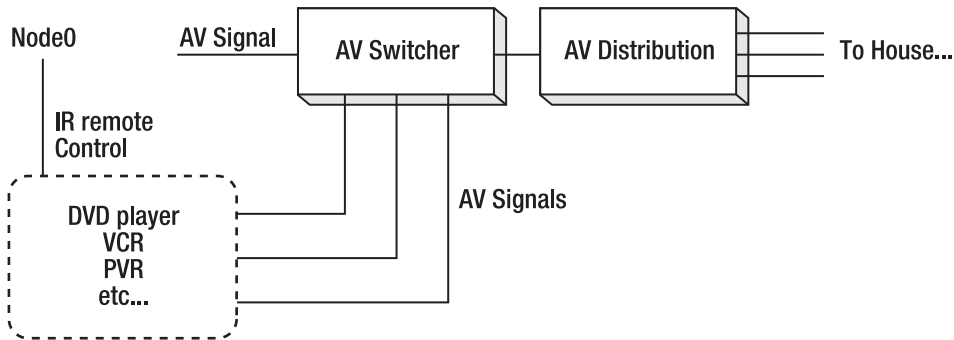 Node0
AV Signal
AV Switcher
AV Distribution
To House...
IR remote
Control
AV Signals
DVD player
VCR
PVR
etc...